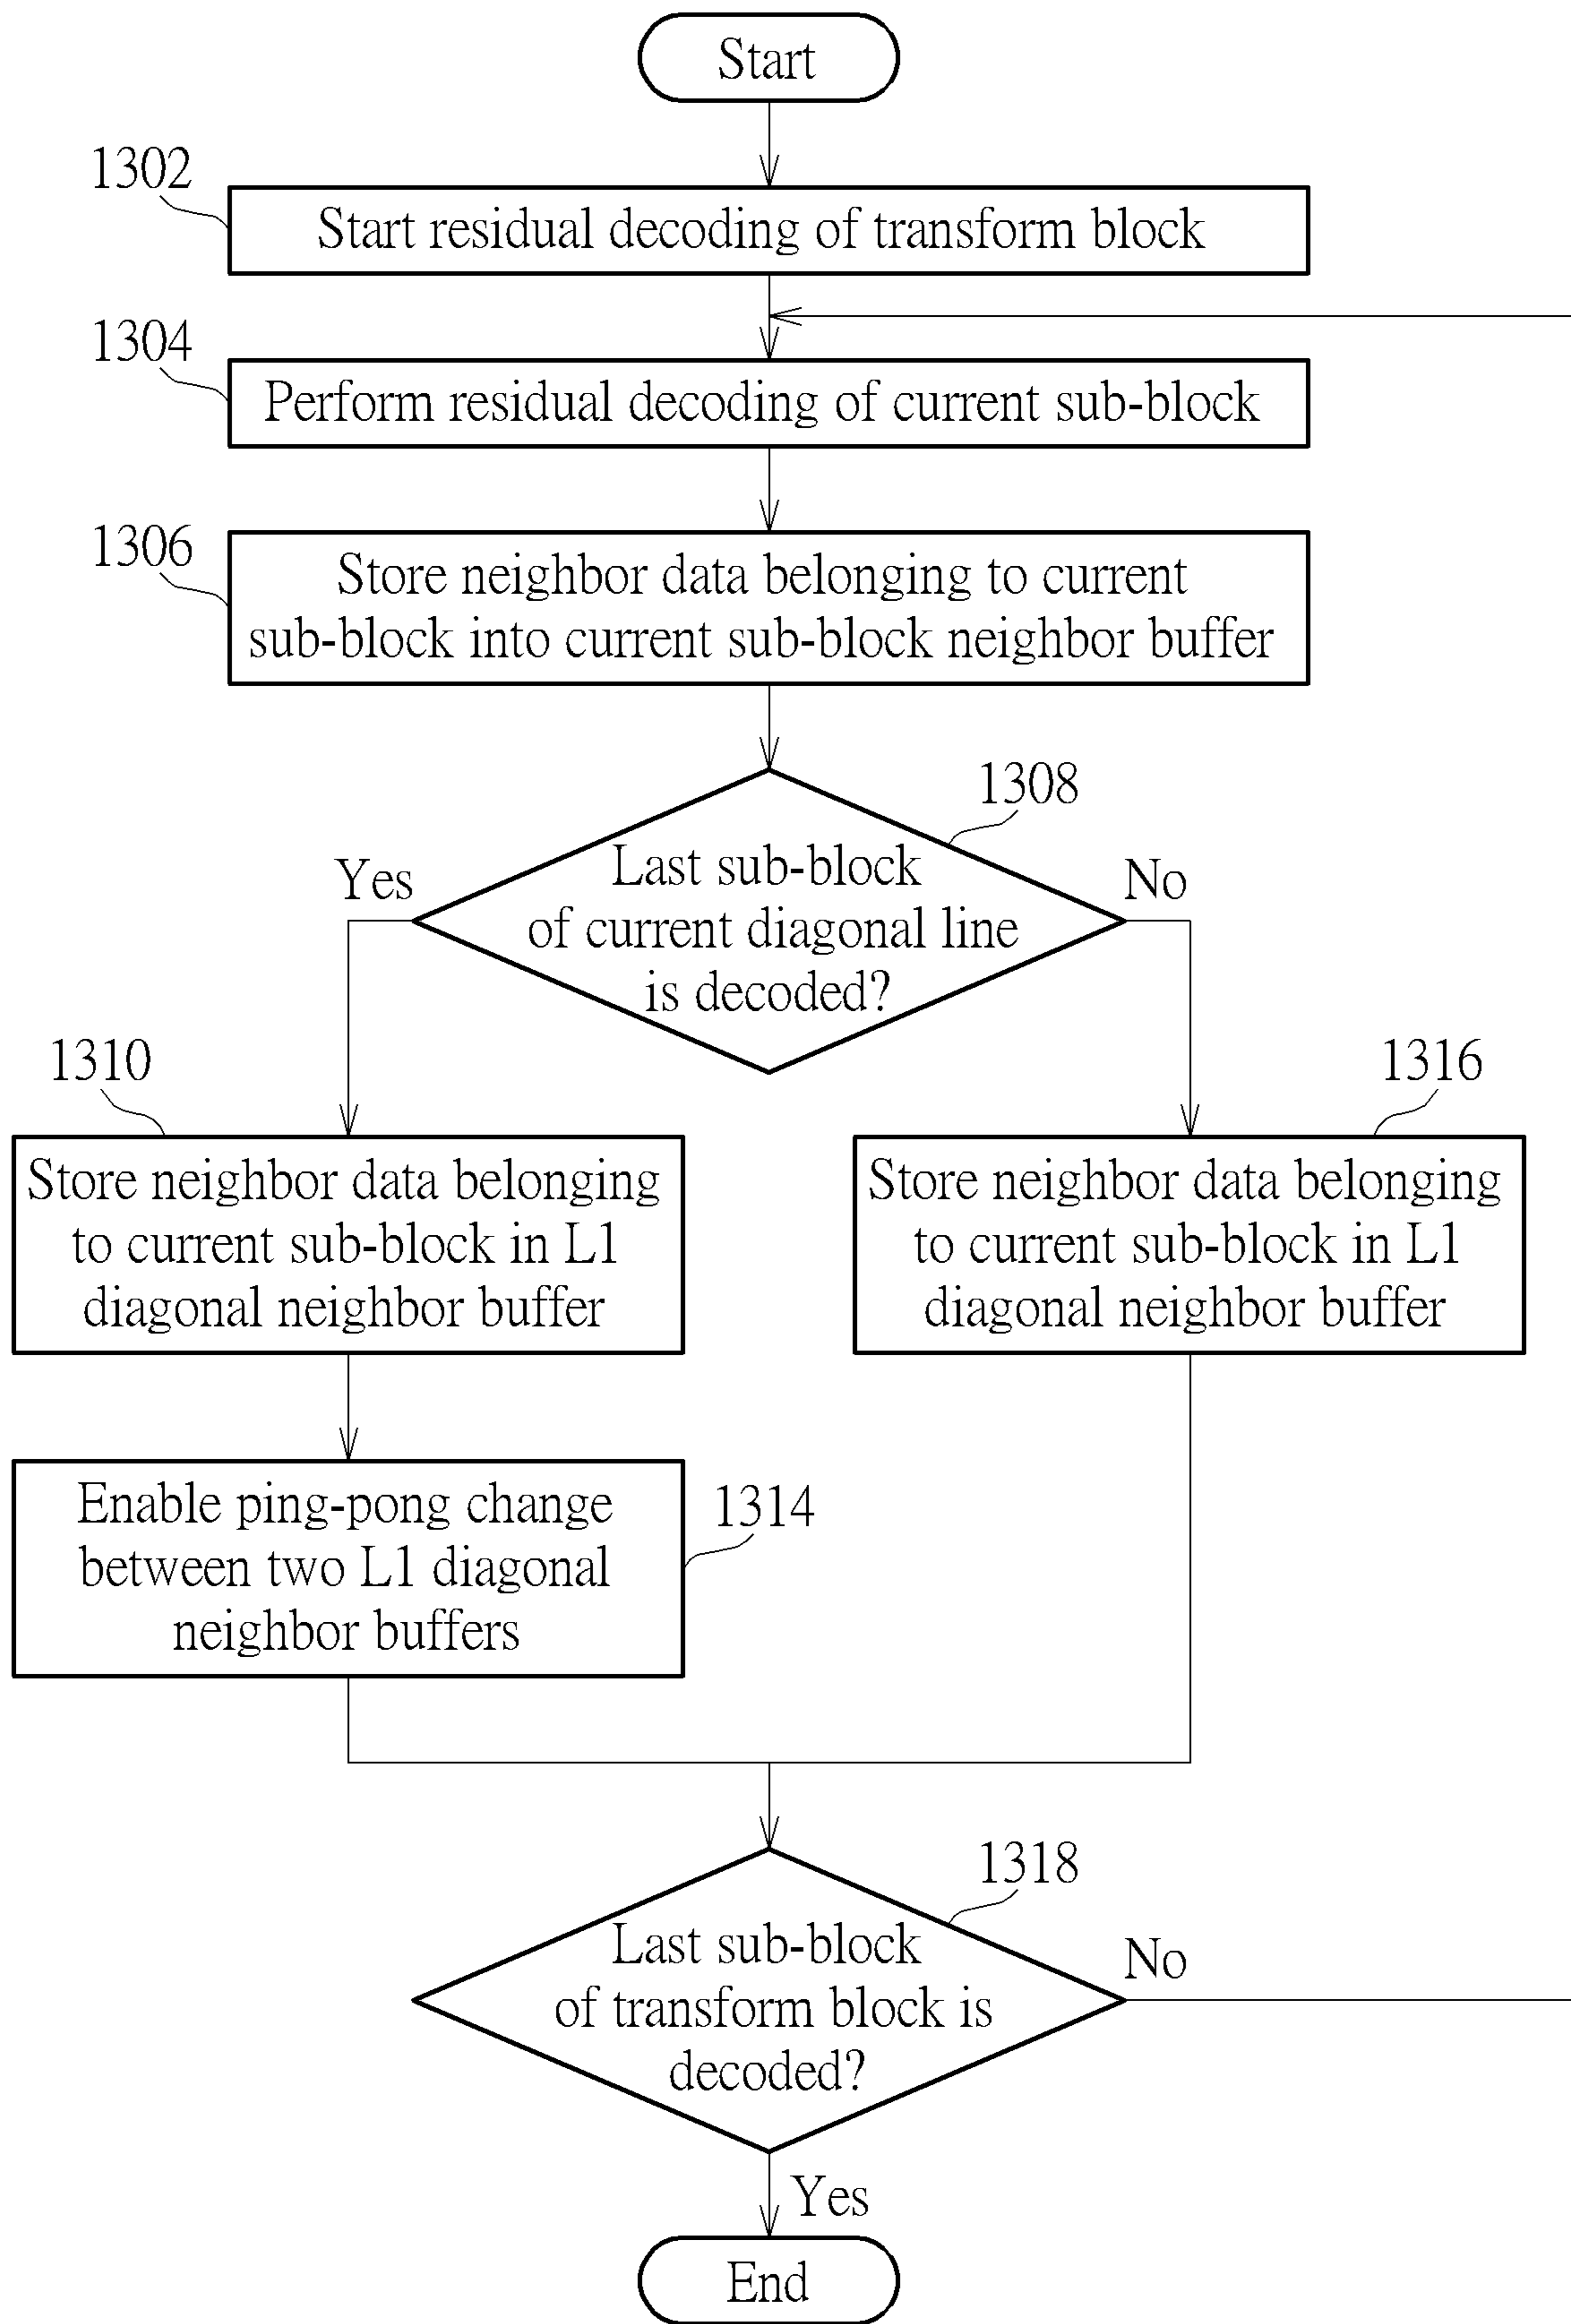 Start
1302
Start residual decoding of transform block
1304
Perform residual decoding of current sub-block
1306
Store neighbor data belonging to current
sub-block into current sub-block neighbor buffer
1308
Last sub-block
of current diagonal line
is decoded?
Yes
No
1310
Store neighbor data belonging
to current sub-block in L1
diagonal neighbor buffer
1316
Store neighbor data belonging
to current sub-block in L1
diagonal neighbor buffer
Enable ping-pong change
between two L1 diagonal
neighbor buffers
1314
1318
Last sub-block
of transform block is
decoded?
No
Yes
End